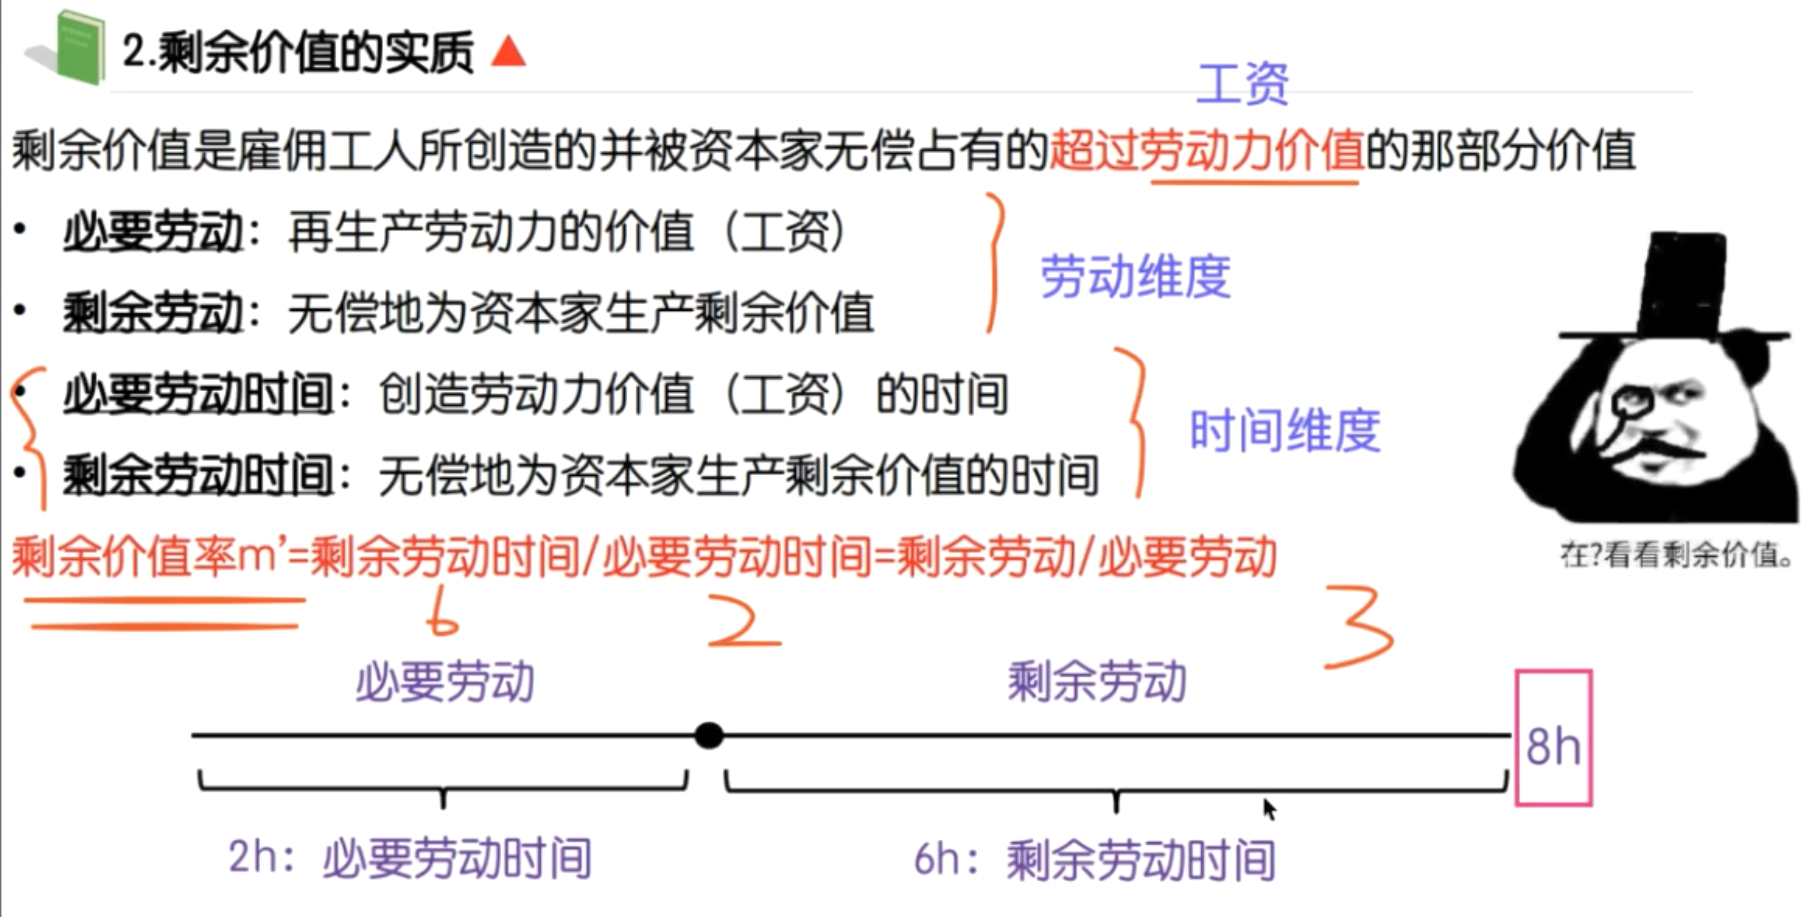 2.剩余价值的实质
工资
剩余价值是雇佣工人所创造的并被资本家无偿占有的超过劳动力价值的那部分价值
• 必要劳动：再生产劳动力的价值（工资）
• 剩余劳动：无偿地为资本家生产剩余价值
劳动维度
• 必要劳动时间：创造劳动力价值（工资）的时间
• 剩余劳动时间：无偿地为资本家生产剩余价值的时间
时间维度
在?看看剩余价值。
剩余价值率m’=剩余劳动时间/必要劳动时间=剩余劳动/必要劳动
6 2 3
必要劳动 剩余劳动
8h
2h：必要劳动时间 6h：剩余劳动时间